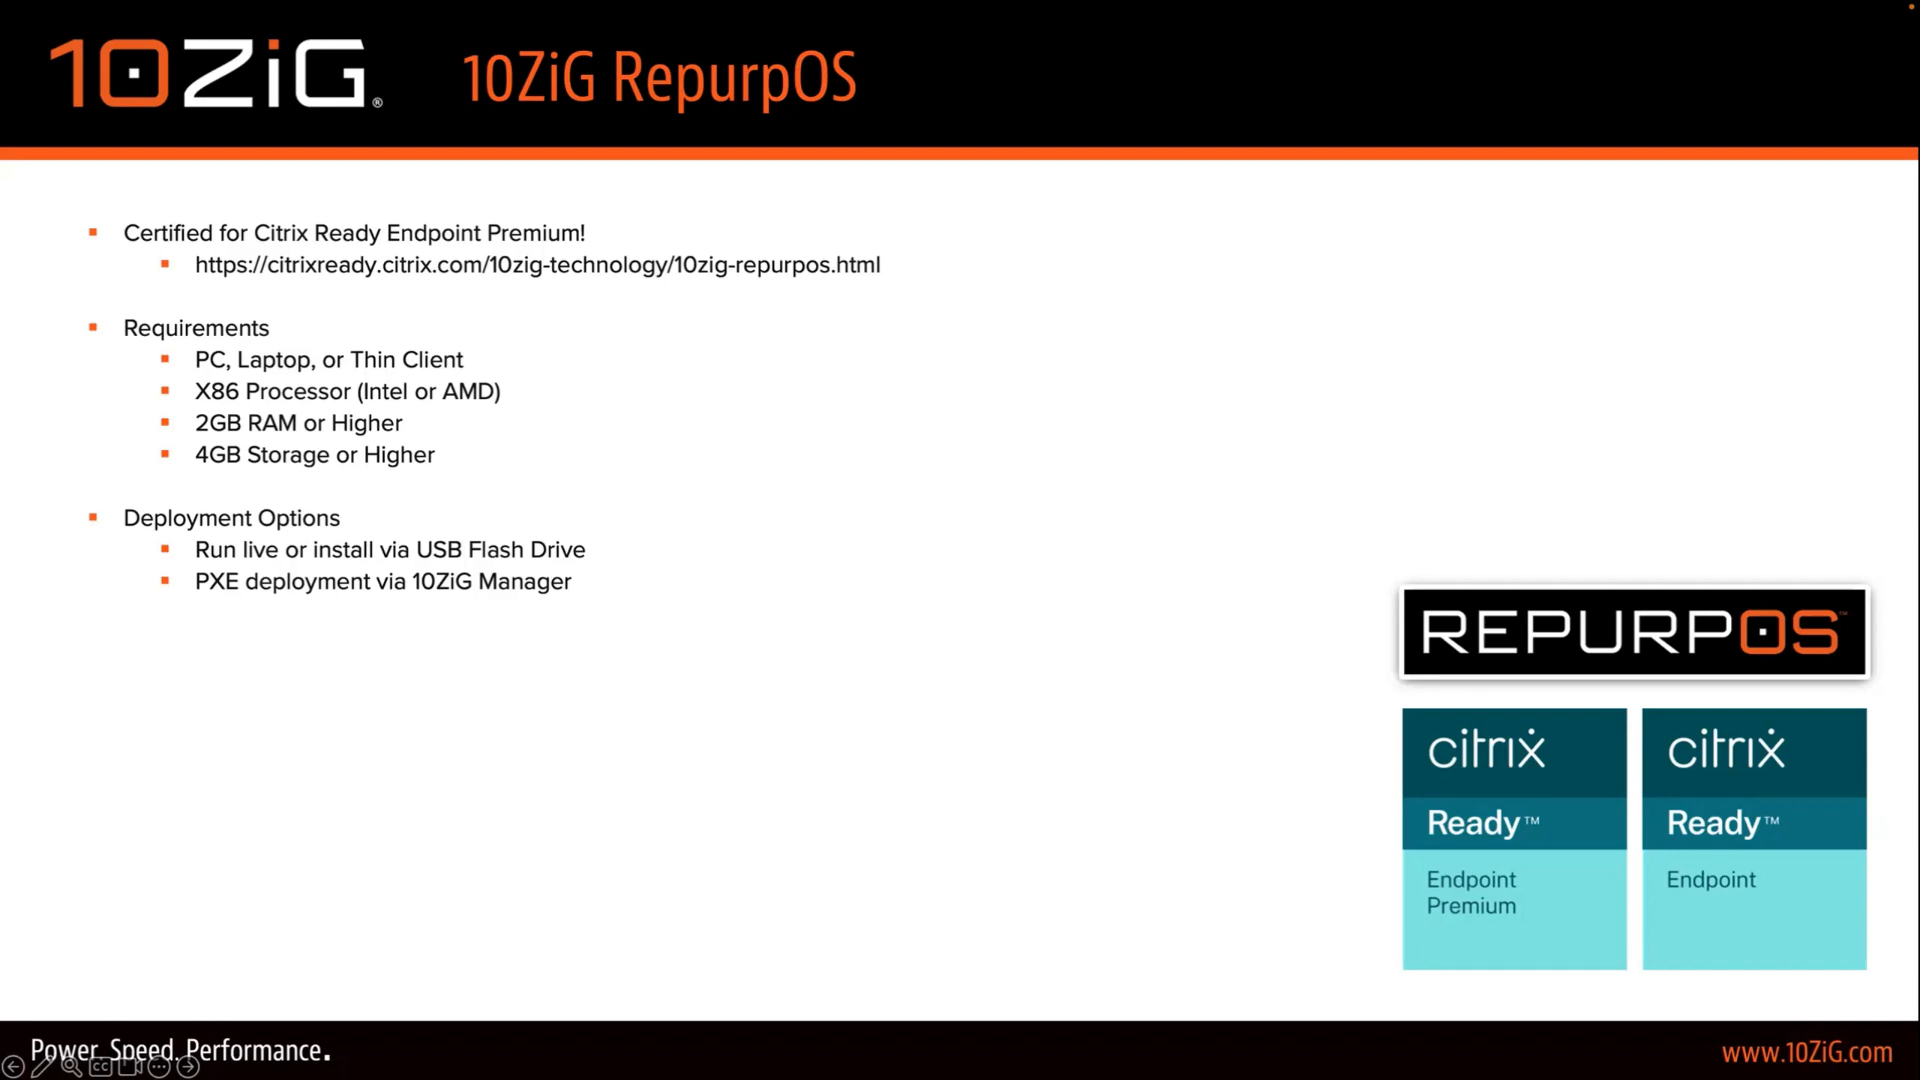 10ZiG®
10ZiG RepurpOS
Certified for Citrix Ready Endpoint Premium!
https://citrixready.citrix.com/10zig-technology/10zig-repurpos.html
Requirements
PC, Laptop, or Thin Client
X86 Processor (Intel or AMD)
2GB RAM or Higher
4GB Storage or Higher
Deployment Options
Run live or install via USB Flash Drive
PXE deployment via 10ZiG Manager
REPURPOS™
citrix
Ready™
Endpoint
Premium
citrix
Ready™
Endpoint
Power. Speed. Performance.
CC
www.10ZiG.com